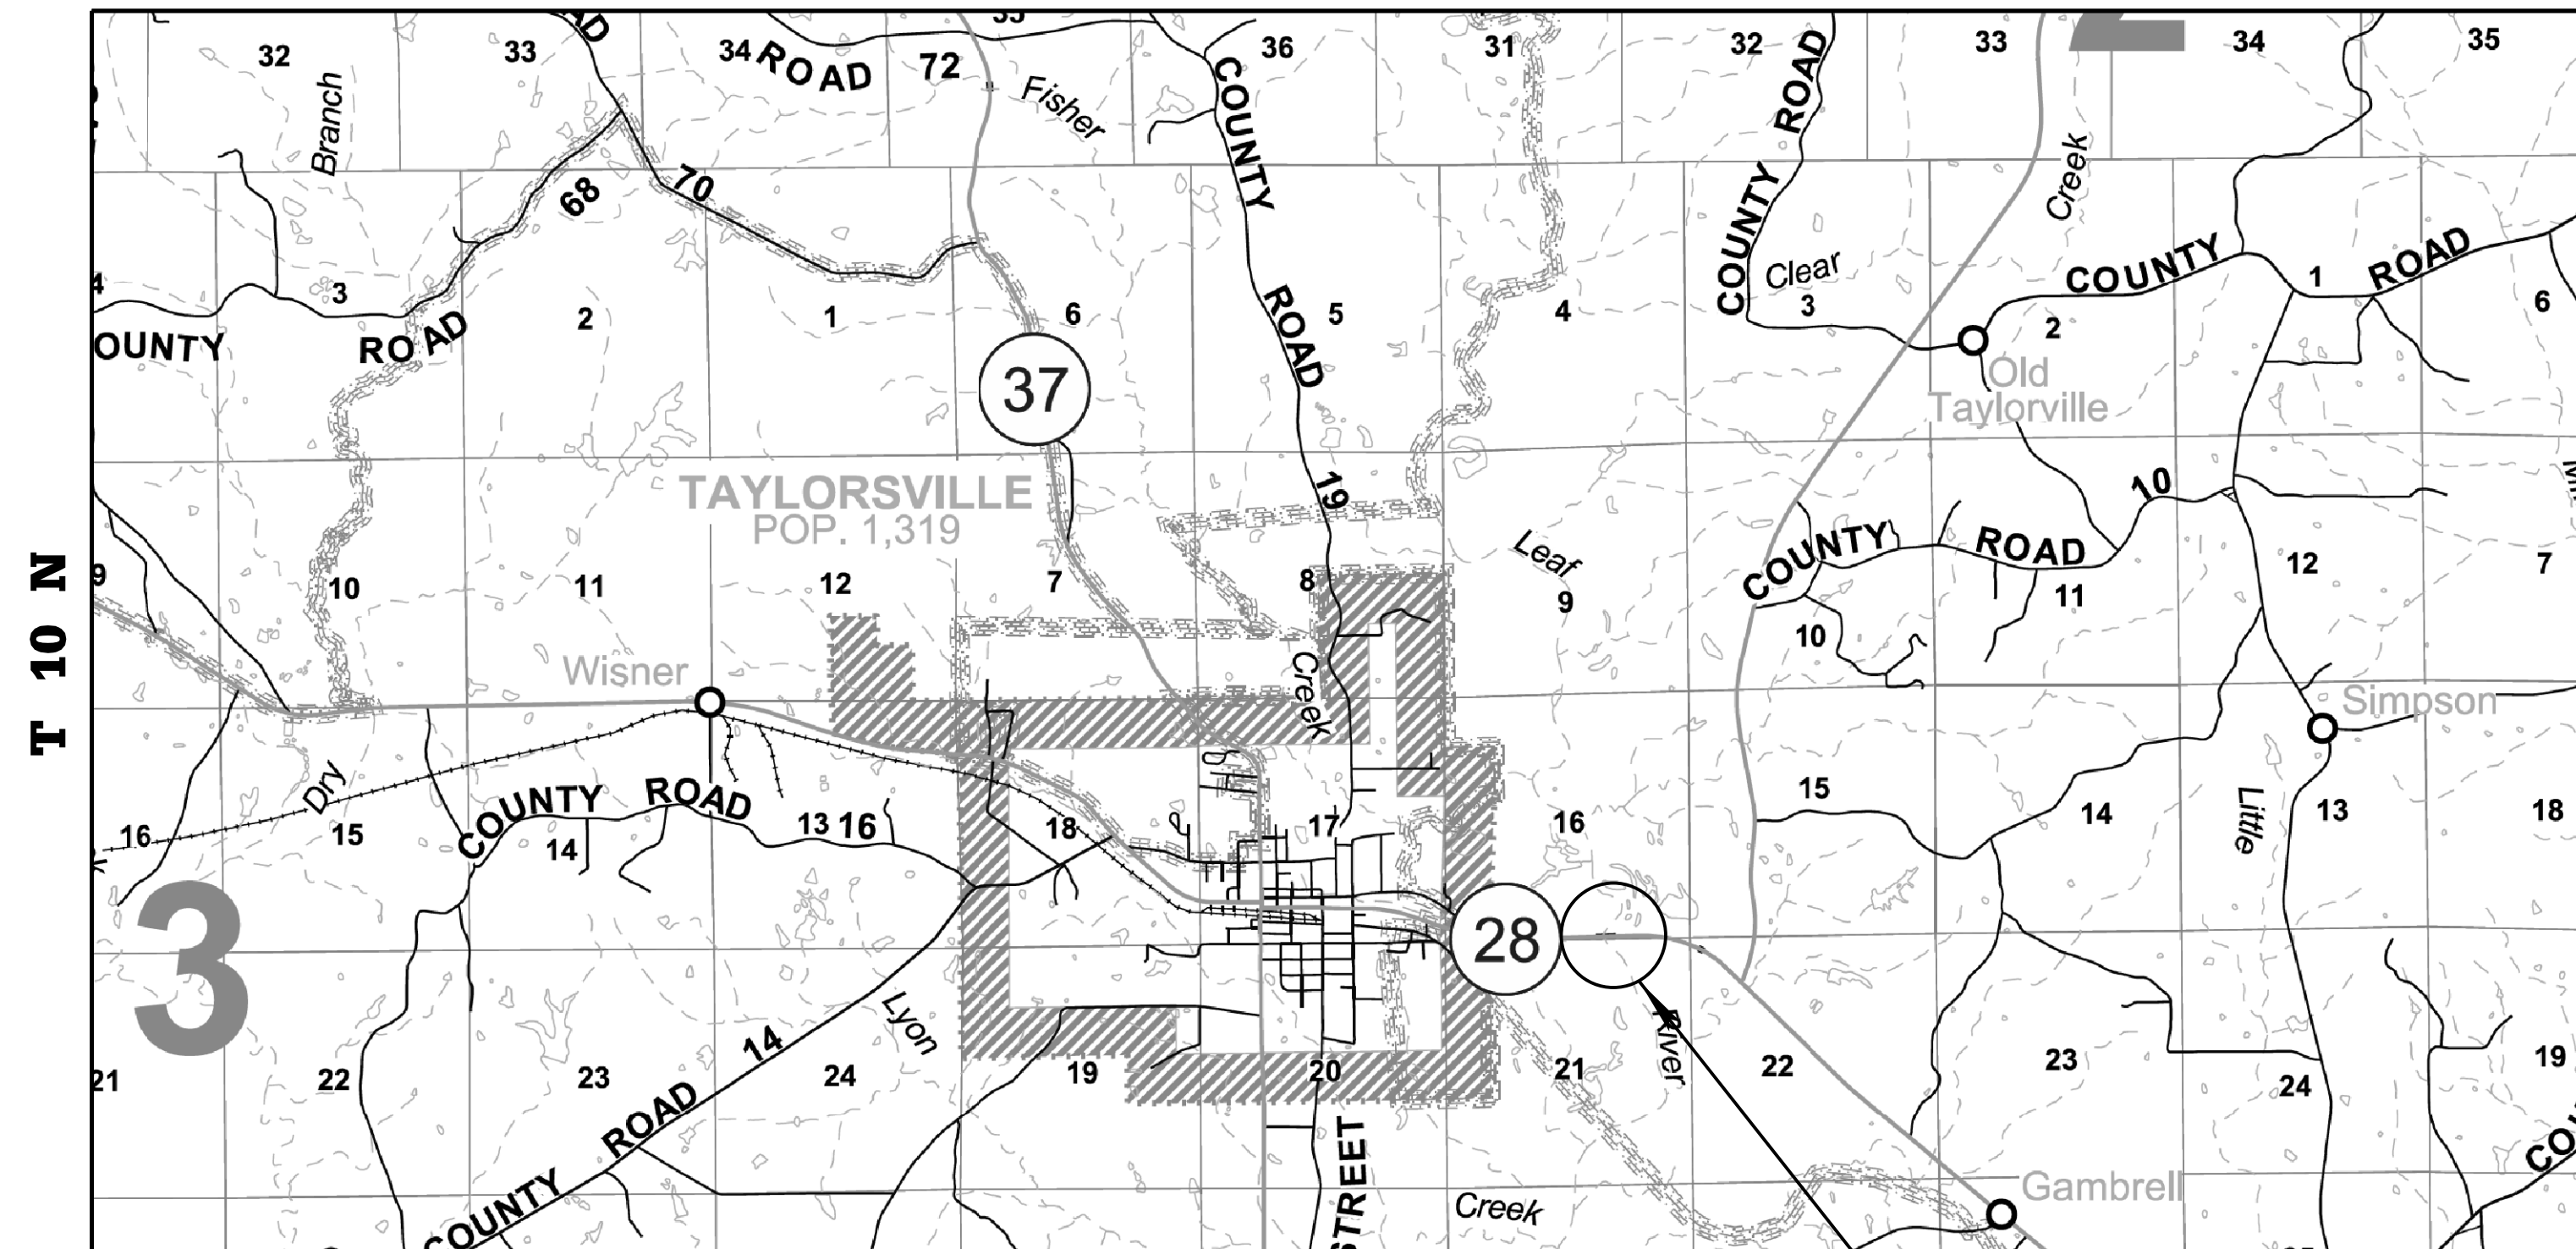 32
33
34
ROAD
72
36
31
32
33
34
35
Branch
Fisher
COUNTY
ROAD
Creek
68
70
COUNTY
Clear
3
COUNTY
1
ROAD
3
2
1
6
5
4
2
6
OUNTY
ROAD
ROAD
37
Old
Taylorville
TAYLORSVILLE
POP. 1,319
19
10
T 10 N
9
10
11
12
7
8
Leaf
9
COUNTY
ROAD
11
12
7
10
Wisner
Creek
Simpson
Dry
COUNTY
ROAD
16
15
14
13
16
18
17
16
15
14
Little
13
18
3
28
Lyon
14
River
21
22
23
24
19
20
21
22
23
24
19
ROAD
COUNTY
STREET
Creek
Gambrell